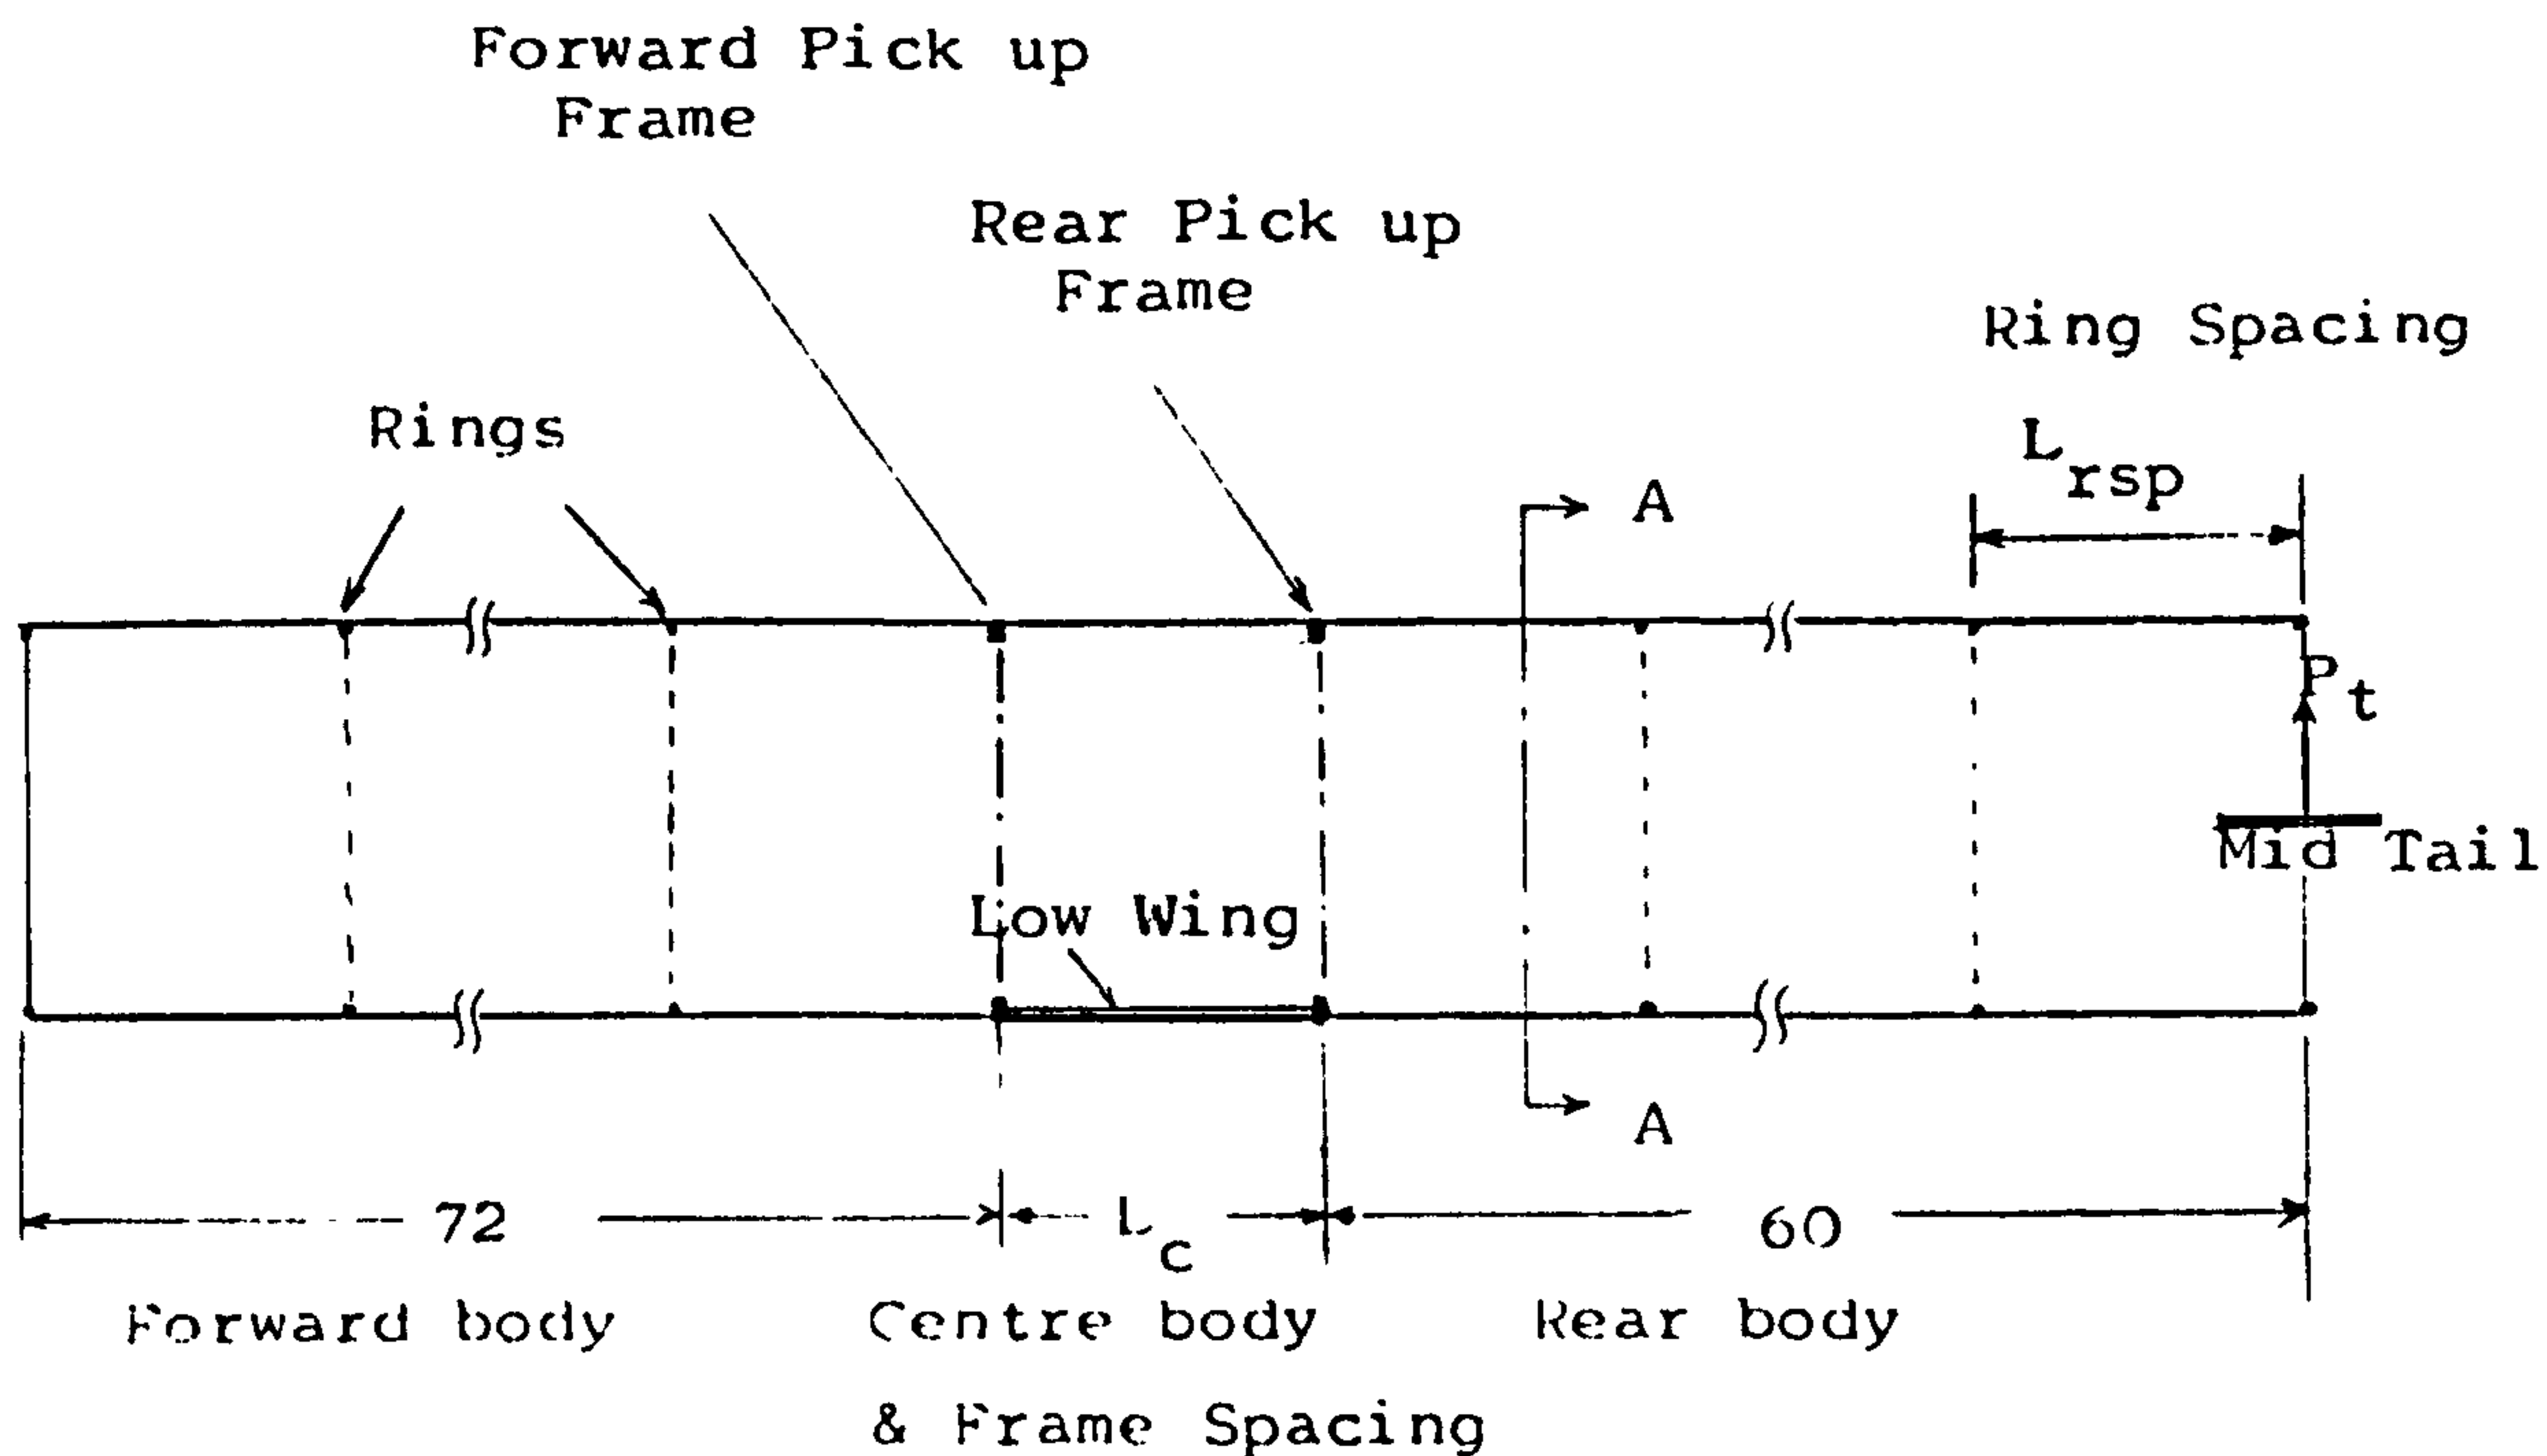 Forward Pick up
Frame
Rear Pick up
Frame
Ring Spacing
L rsp
Rings
A
P t
Mid Tail
Low Wing
A
72
L c
60
Forward body
Centre body
Rear body
& Frame Spacing